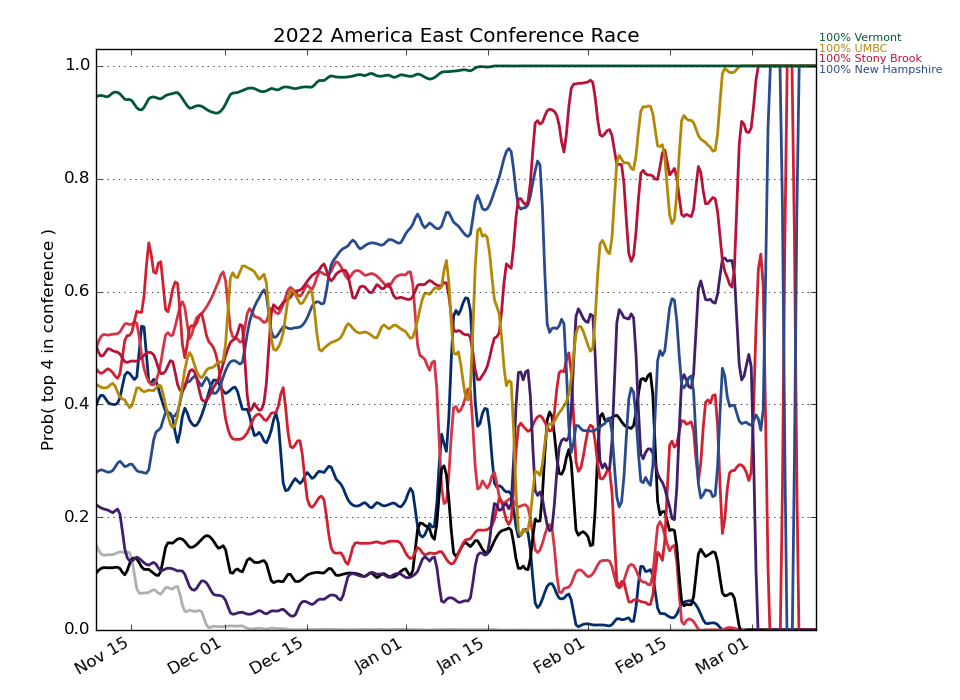 2022 America East Conference Race
100% Vermont
100% UMBC
100% Stony Brook
100% New Hampshire
Prob( top 4 in conference )
1.0
0.8
0.6
0.4
0.2
0.0
Nov 15
Dec 01
Dec 15
Jan 01
Jan 15
Feb 01
Feb 15
Mar 01